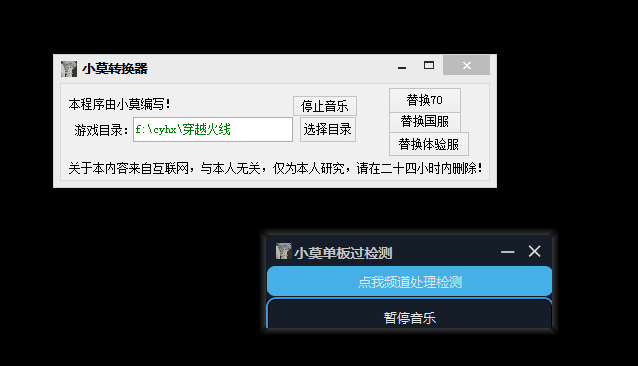 小莫转换器
本程序由小莫编写！
停止音乐
替换70
游戏目录：
f:\cyhx\穿越火线
选择目录
替换国服
替换体验服
关于本内容来自互联网，与本人无关，仅为本人研究，请在二十四小时内删除！
小莫单板过检测
点我频道处理检测
暂停音乐